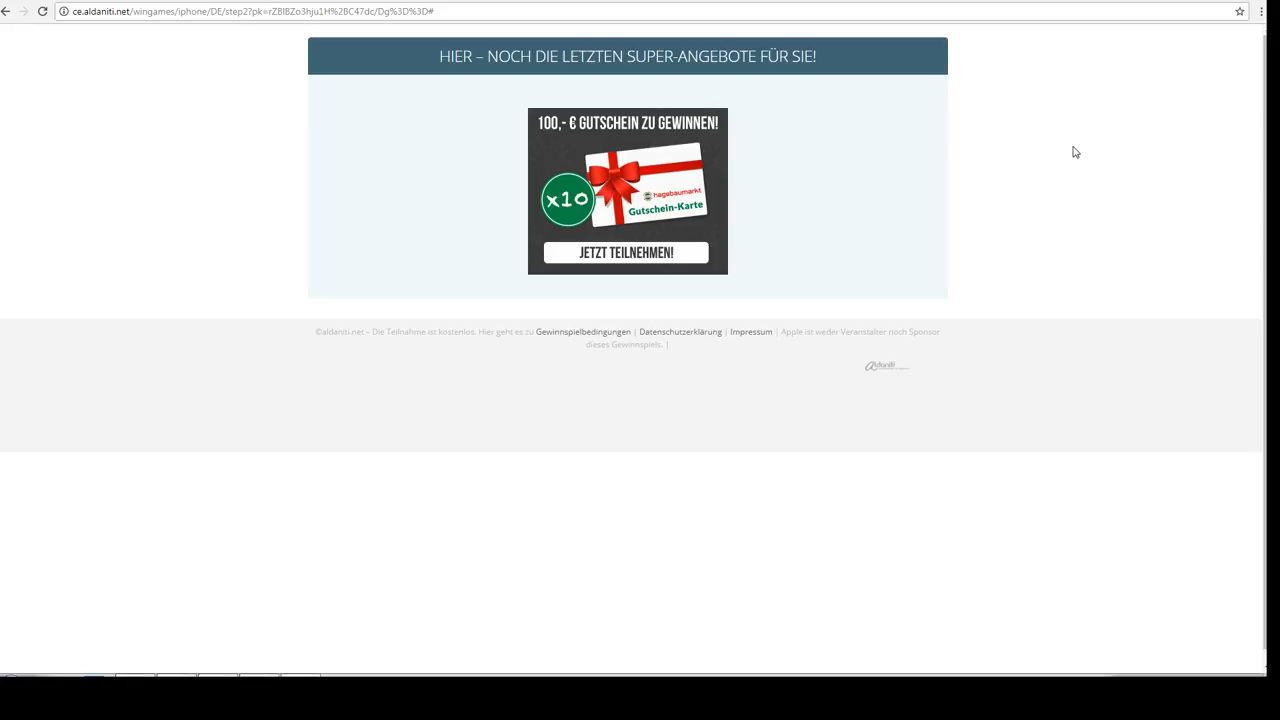 ce.aldaniti.net/wingames/iphone/DE/step2?pk=rZBlBZo3hju1H%2BC47dc/Dg%3D%3D#
HIER – NOCH DIE LETZTEN SUPER-ANGEBOTE FÜR SIE!
100,- € GUTSCHEIN ZU GEWINNEN!
x10
hagebaumarkt
Gutschein-Karte
JETZT TEILNEHMEN!
©aldaniti.net – Die Teilnahme ist kostenlos. Hier geht es zu Gewinnspielbedingungen | Datenschutzerklärung | Impressum | Apple ist weder Veranstalter noch Sponsor
dieses Gewinnspiels. |
aldaniti